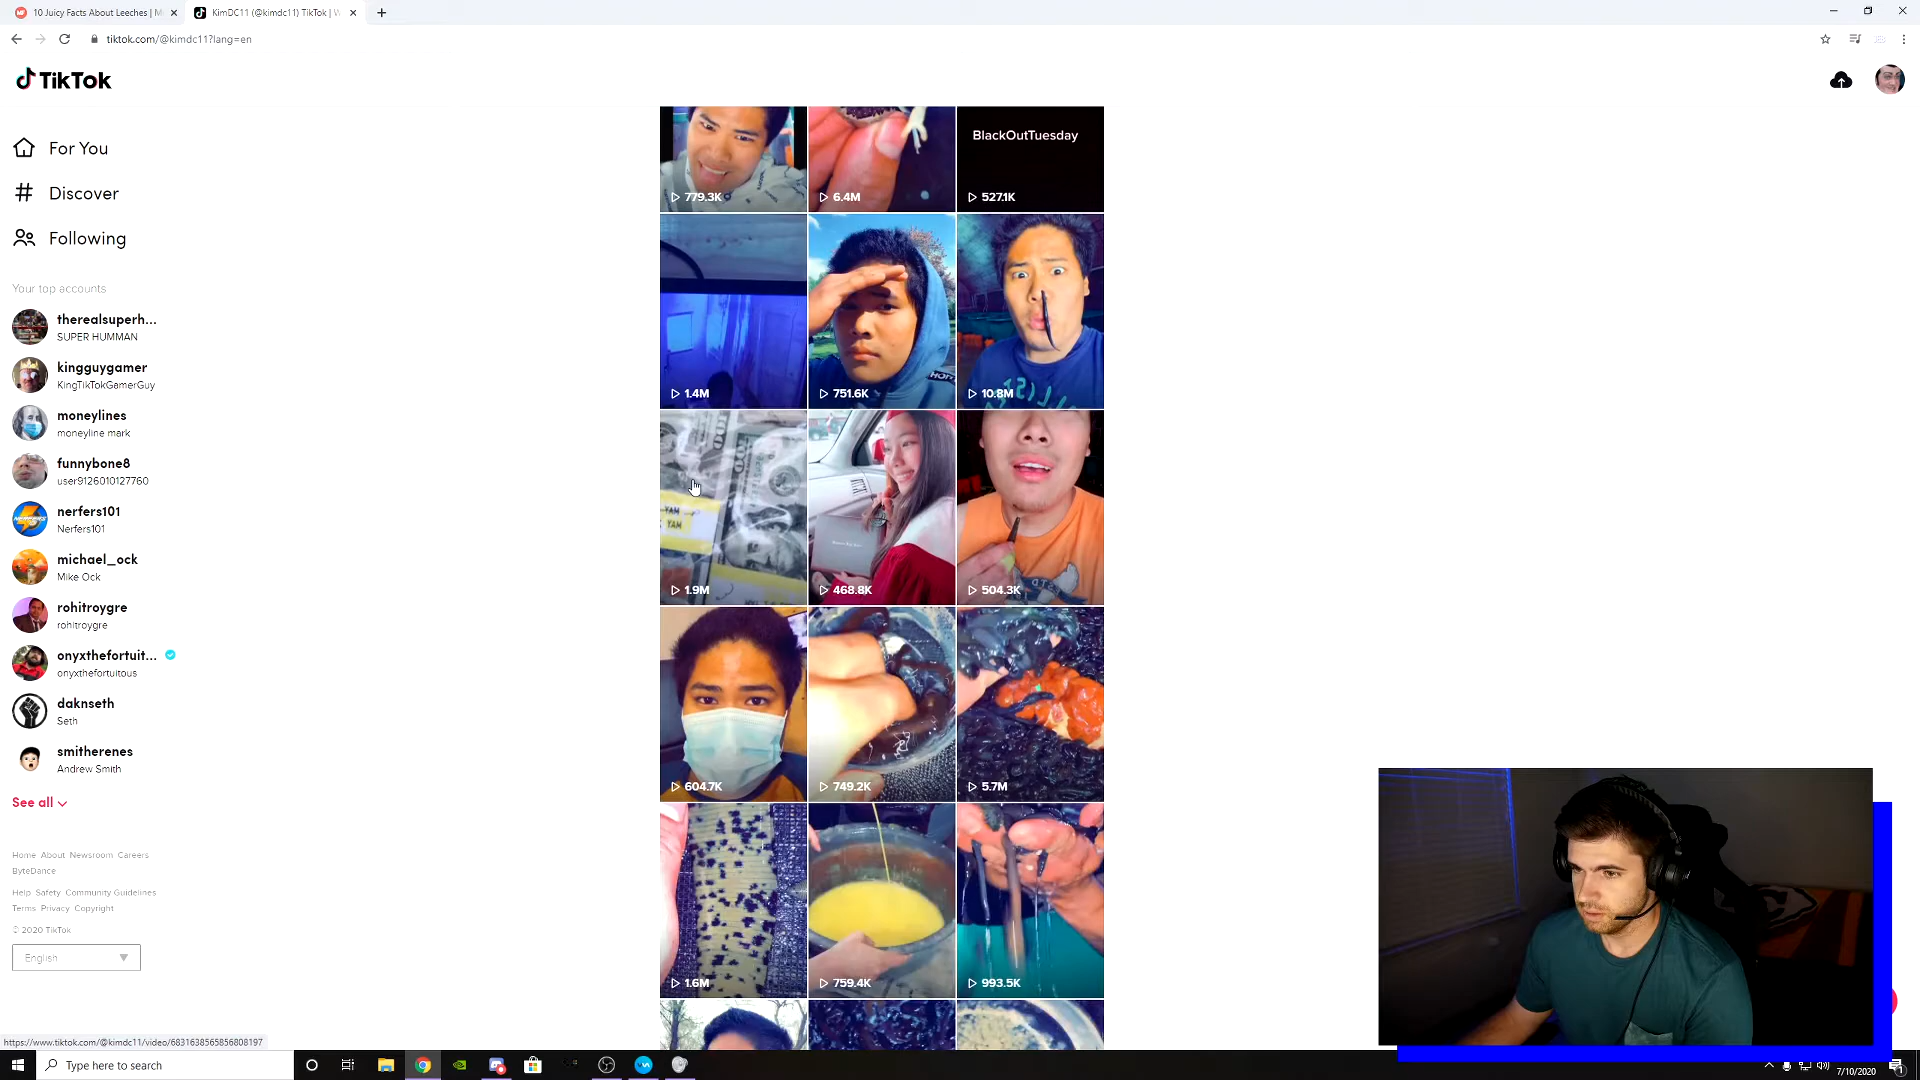 10 Juicy Facts About Leeches | M
KimDC11 (@kimdc11) TikTok | W
tiktok.com/@kimdc11?lang=en
TikTok
For You
Discover
Following
Your top accounts
therealsuperh...
SUPER HUMMAN
kingguygamer
KingTikTokGamerGuy
moneylines
moneyline mark
funnybone8
user9126010127760
nerfers101
Nerfers101
michael_ock
Mike Ock
rohitroygre
rohitroygre
onyxthefortuit...
onyxthefortuitous
daknseth
Seth
smitherenes
Andrew Smith
See all
Home About Newsroom Careers
ByteDance
Help Safety Community Guidelines
Terms Privacy Copyright
© 2020 TikTok
English
BlackOutTuesday
779.3K
6.4M
527.1K
1.4M
751.6K
10.8M
100
YAM
YAM
1.9M
468.8K
504.3K
604.7K
749.2K
5.7M
1.6M
759.4K
993.5K
https://www.tiktok.com/@kimdc11/video/6831638565856808197
Type here to search
7/10/2020